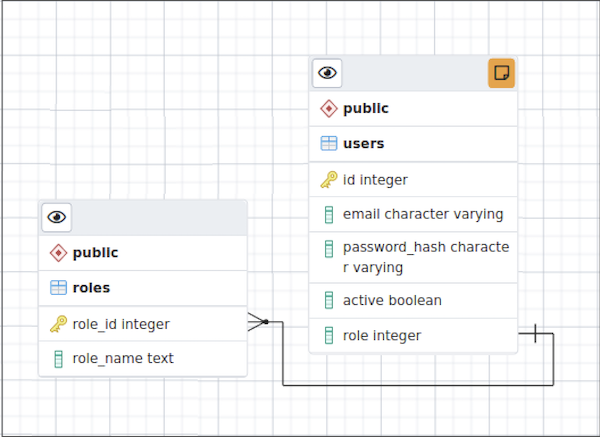 public
users
id integer
email character varying
password_hash characte
r varying
active boolean
role integer
public
roles
role_id integer
role_name text